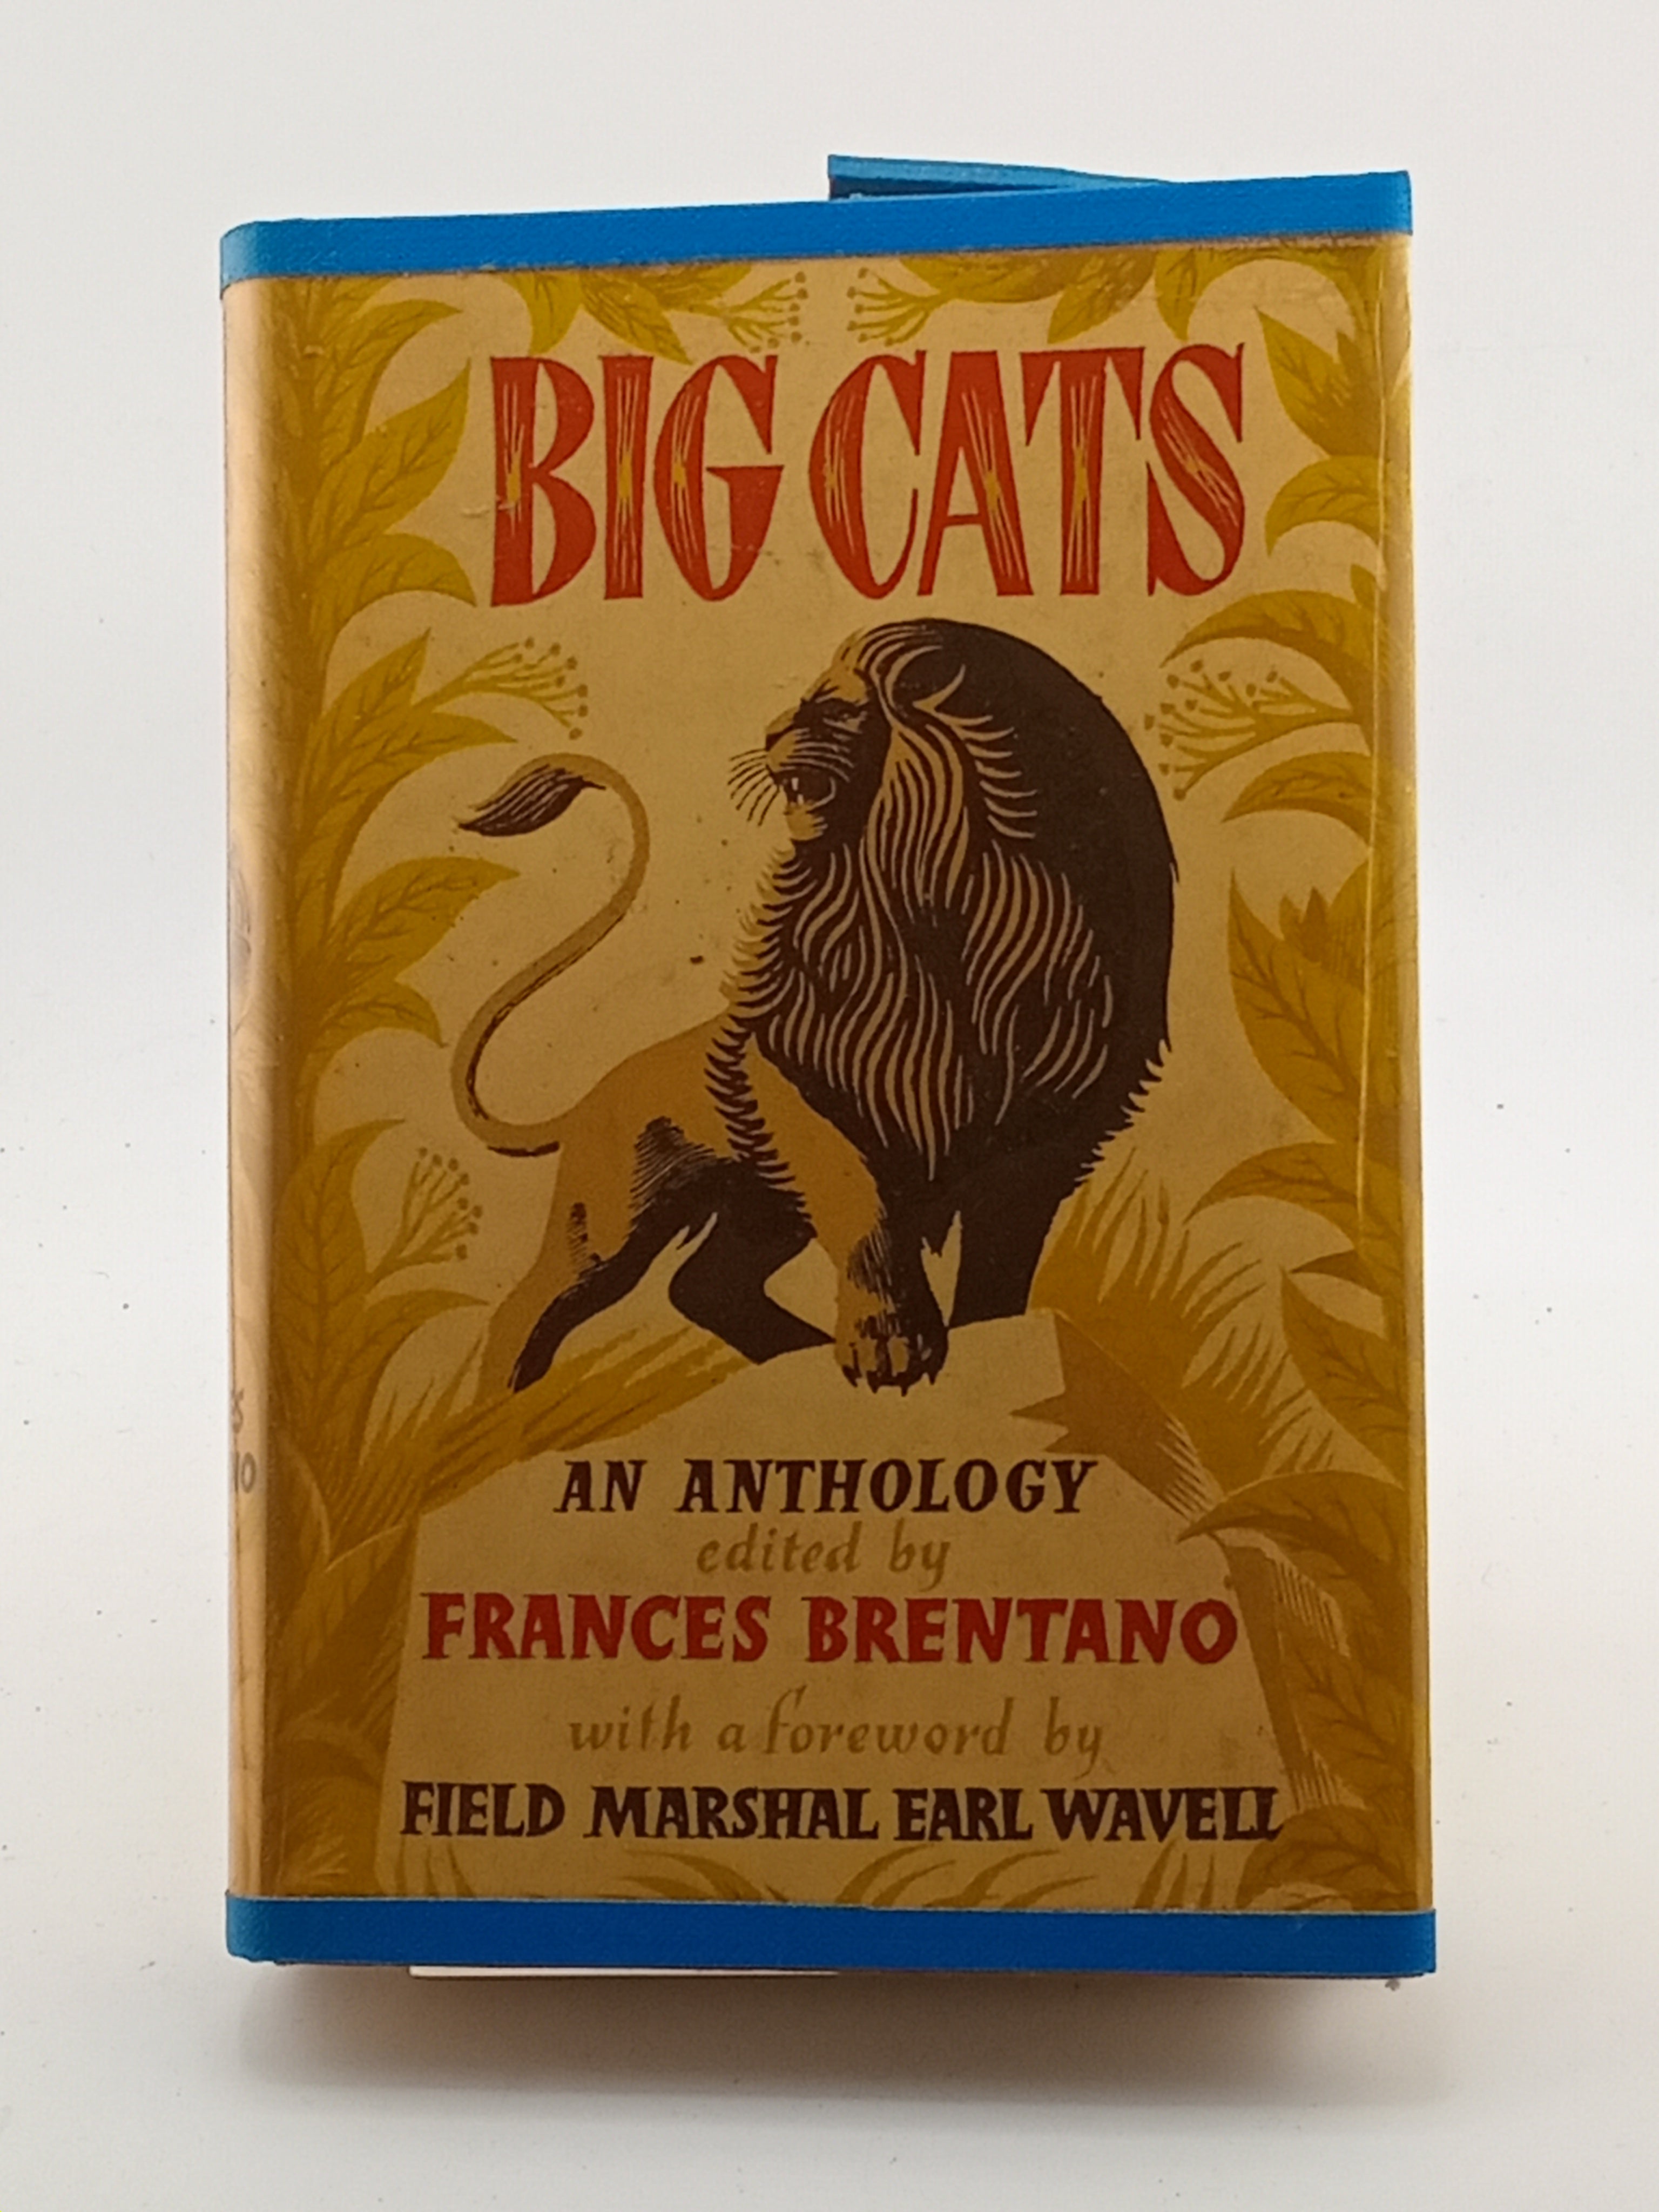 BIG CATS
AN ANTHOLOGY
edited by
FRANCES BRENTANO
with a foreword by
FIELD MARSHAL EARL WAVELL